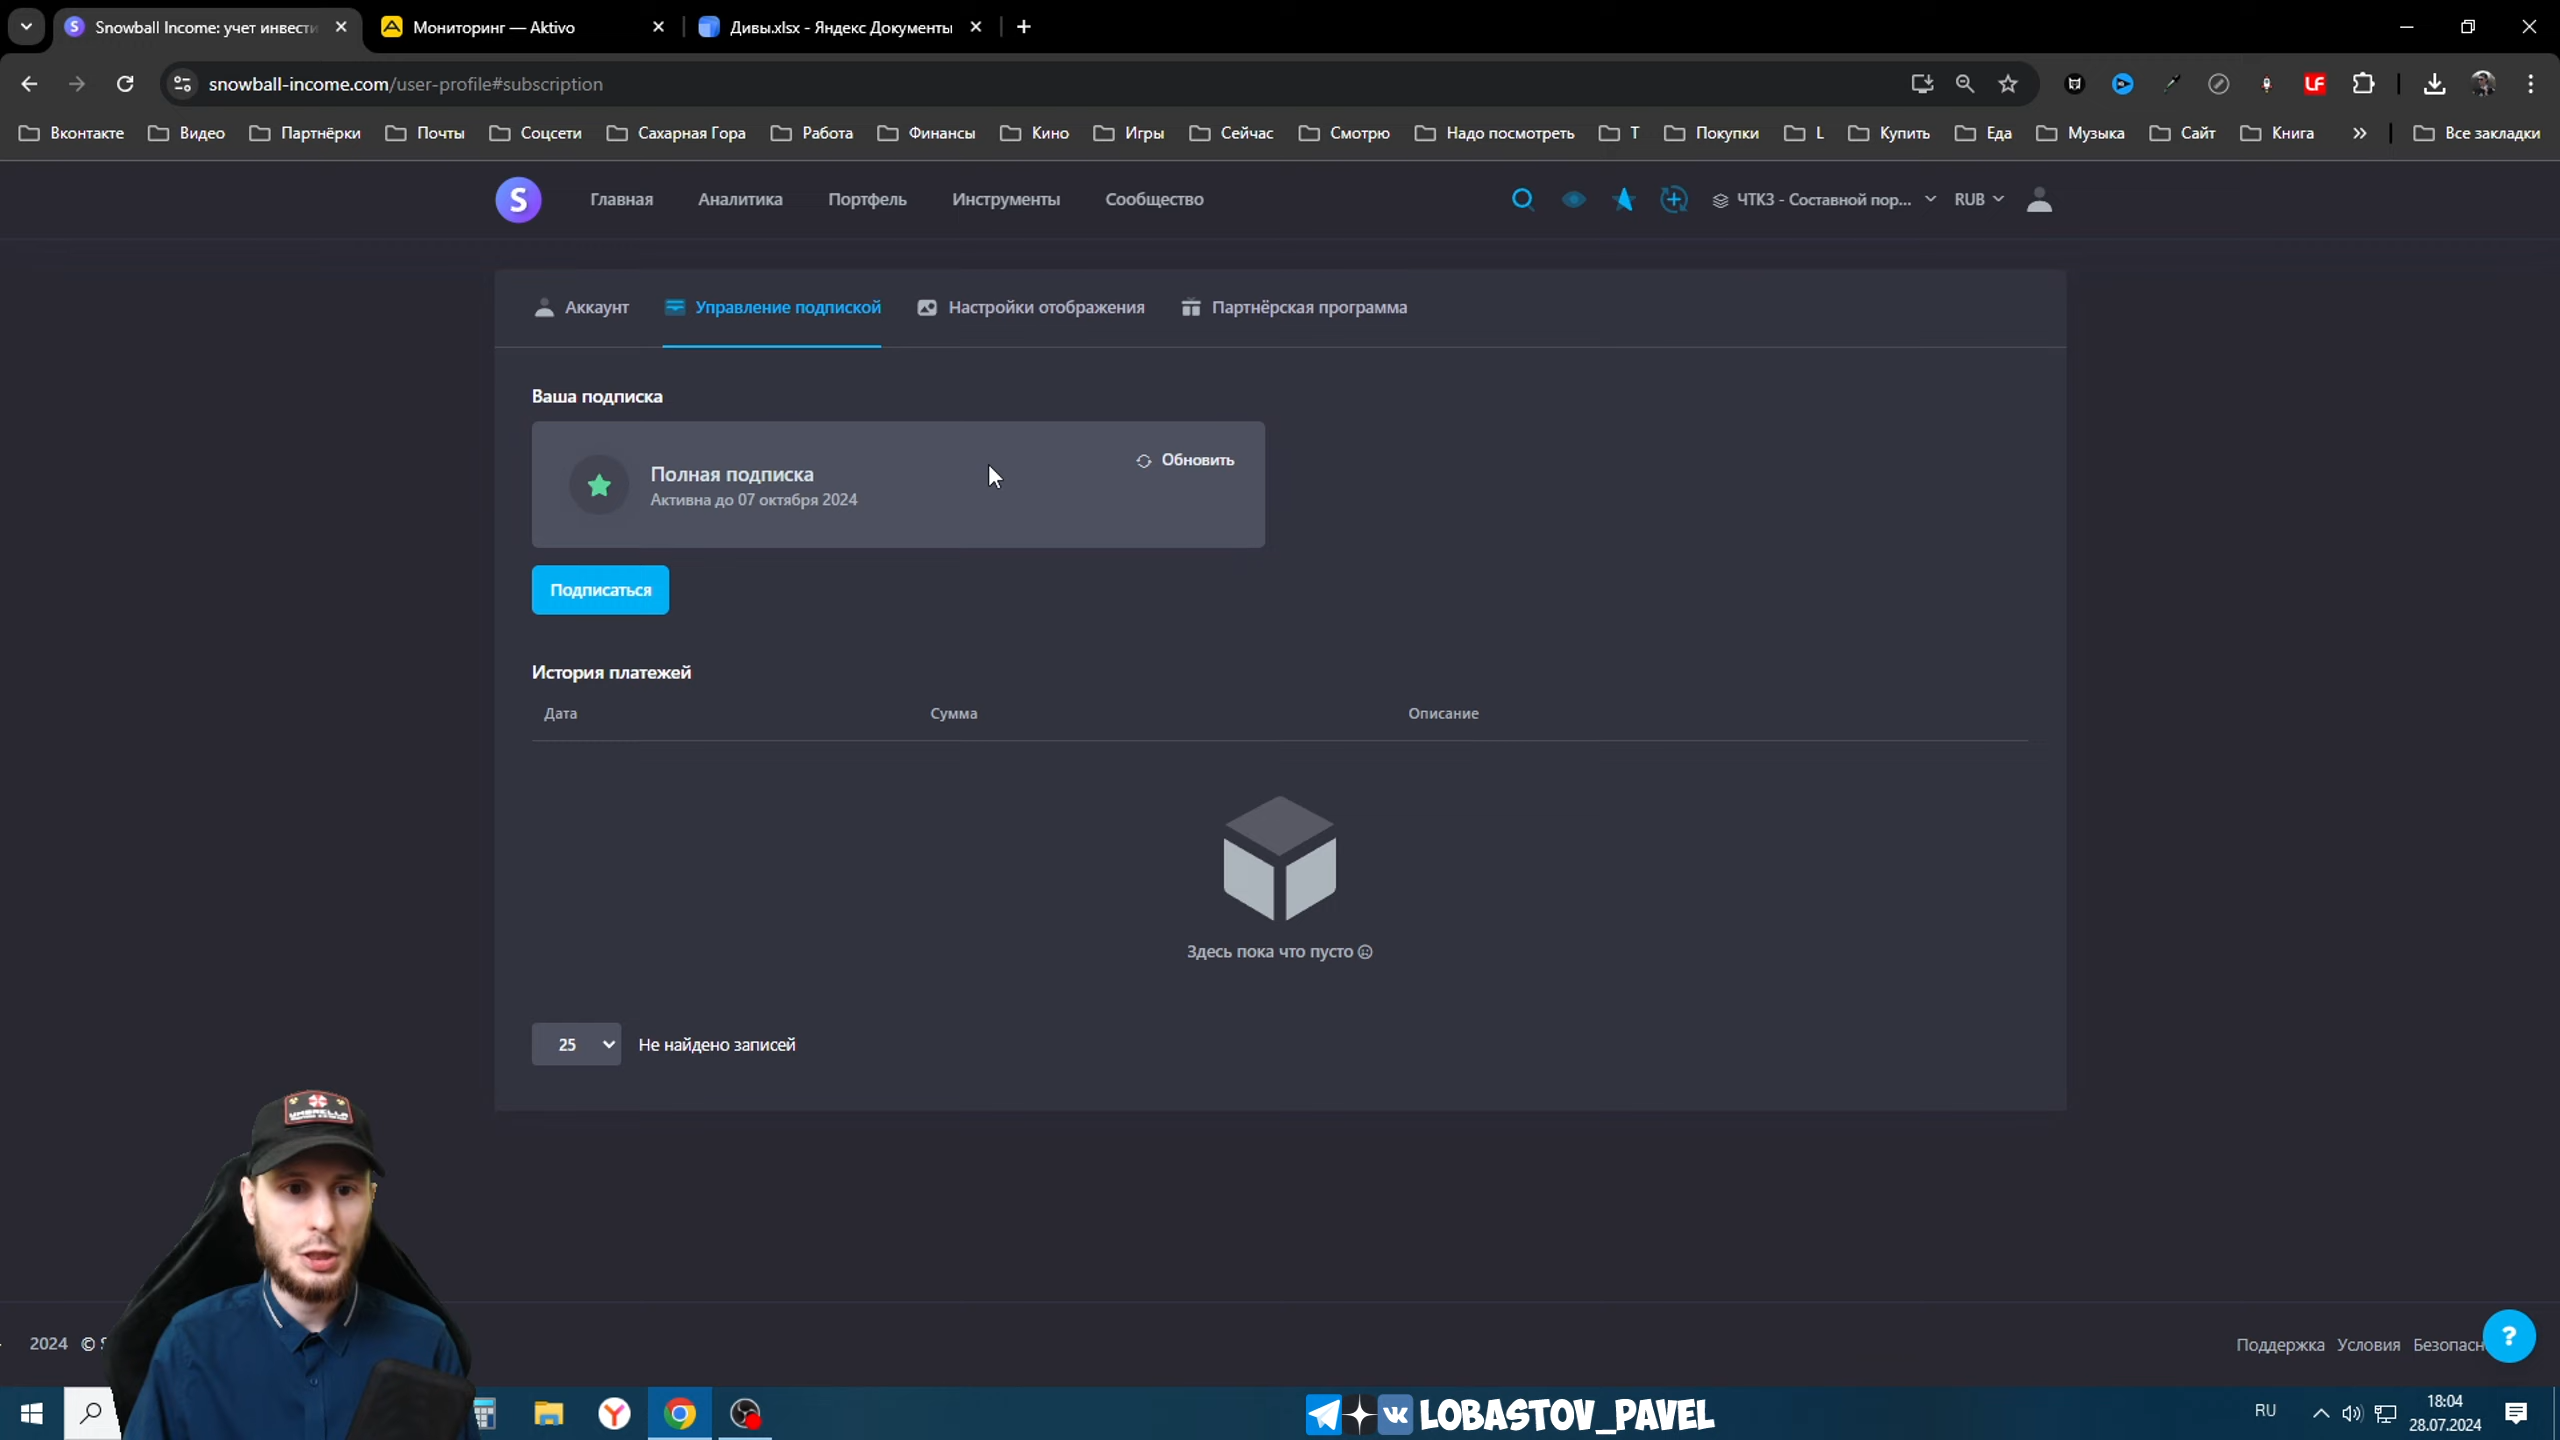 Snowball Income: учет инвести
Мониторинг — Aktivo
Дивы.xlsx - Яндекс Документы
snowball-income.com/user-profile#subscription
LF
Вконтакте
Видео
Партнёрки
Почты
Соцсети
Сахарная Гора
Работа
Финансы
Кино
Игры
Сейчас
Смотрю
Надо посмотреть
T
Покупки
L
Купить
Еда
Музыка
Сайт
Книга
Все закладки
S
Главная
Аналитика
Портфель
Инструменты
Сообщество
ЧТКЗ - Составной пор...
RUB
Аккаунт
Управление подпиской
Настройки отображения
Партнёрская программа
Ваша подписка
Полная подписка
Активна до 07 октября 2024
Обновить
Подписаться
История платежей
Дата
Сумма
Описание
Здесь пока что пусто
25
Не найдено записей
UMBRELLA
2024 ©
Поддержка
Условия
Безопасн
?
LOBASTOV_PAVEL
RU
18:04
28.07.2024